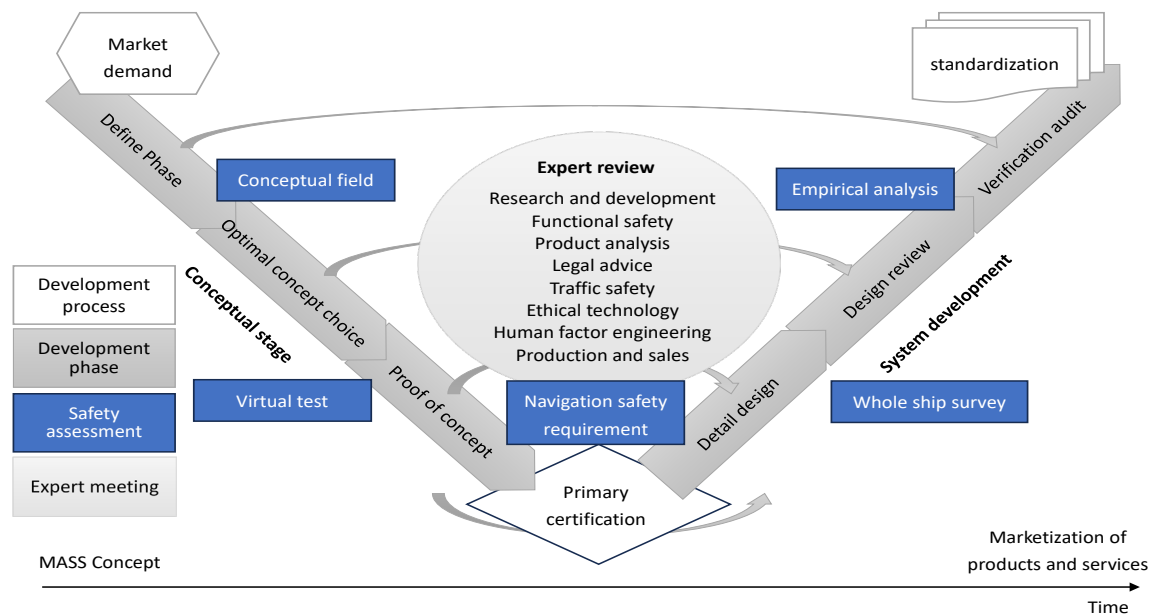 Market
demand
standardization
Define Phase
Verification audit
Conceptual field
Expert review
Empirical analysis
Research and development
Functional safety
Product analysis
Legal advice
Traffic safety
Ethical technology
Human factor engineering
Production and sales
Optimal concept choice
Design review
Conceptual stage
System development
Development
process
Development
phase
Safety
assessment
Expert meeting
Virtual test
Proof of concept
Navigation safety
requirement
Detail design
Whole ship survey
Primary
certification
MASS Concept
Marketization of
products and services
Time